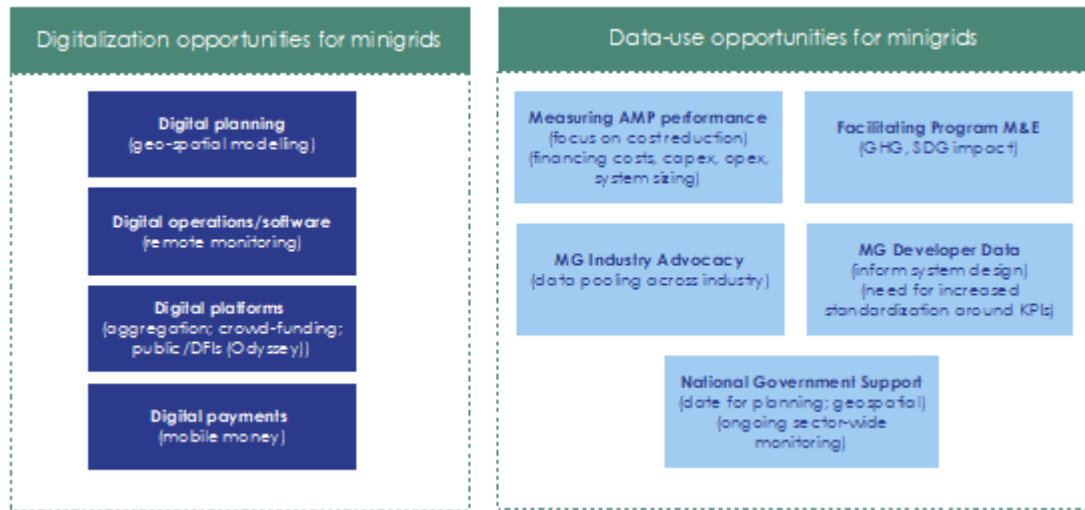 Digitalization opportunities for minigrids
Digital planning
(geo-spatial modelling)
Digital operations/software
(remote monitoring)
Digital platforms
(aggregation; crowd-funding;
public/DFIs (Odyssey))
Digital payments
(mobile money)
Data-use opportunities for minigrids
Measuring AMP performance
(focus on cost reduction)
(financing costs, capex, opex,
system sizing)
Facilitating Program M&E
(GHG, SDG impact)
MG Industry Advocacy
(data pooling across industry)
MG Developer Data
(inform system design)
(need for increased
standardization around KPIs)
National Government Support
(date for planning; geospatial)
(ongoing sector-wide
monitoring)